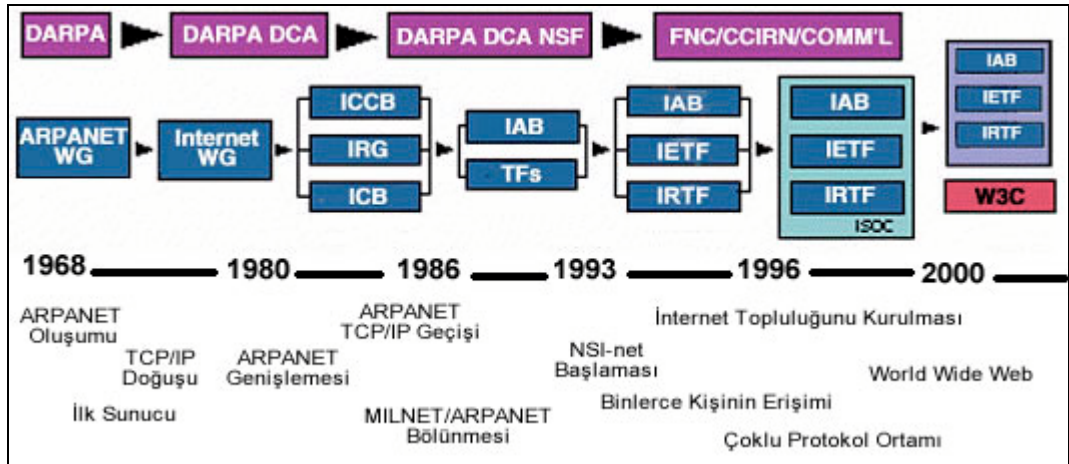 DARPA
DARPA DCA
DARPA DCA NSF
FNC/CCIRN/COMM'L
ARPANET
WG
Internet
WG
ICCB
IRG
ICB
IAB
TFs
IAB
IETF
IRTF
IAB
IETF
IRTF
ISOC
IAB
IETF
IRTF
W3C
1968
1980
1986
1993
1996
2000
ARPANET
Oluşumu
TCP/IP
Doğuşu
İlk Sunucu
ARPANET
Genişlemesi
ARPANET
TCP/IP Geçişi
MILNET/ARPANET
Bölünmesi
NSI-net
Başlaması
Binlerce Kişinin Erişimi
İnternet Topluluğunu Kurulması
Çoklu Protokol Ortamı
World Wide Web